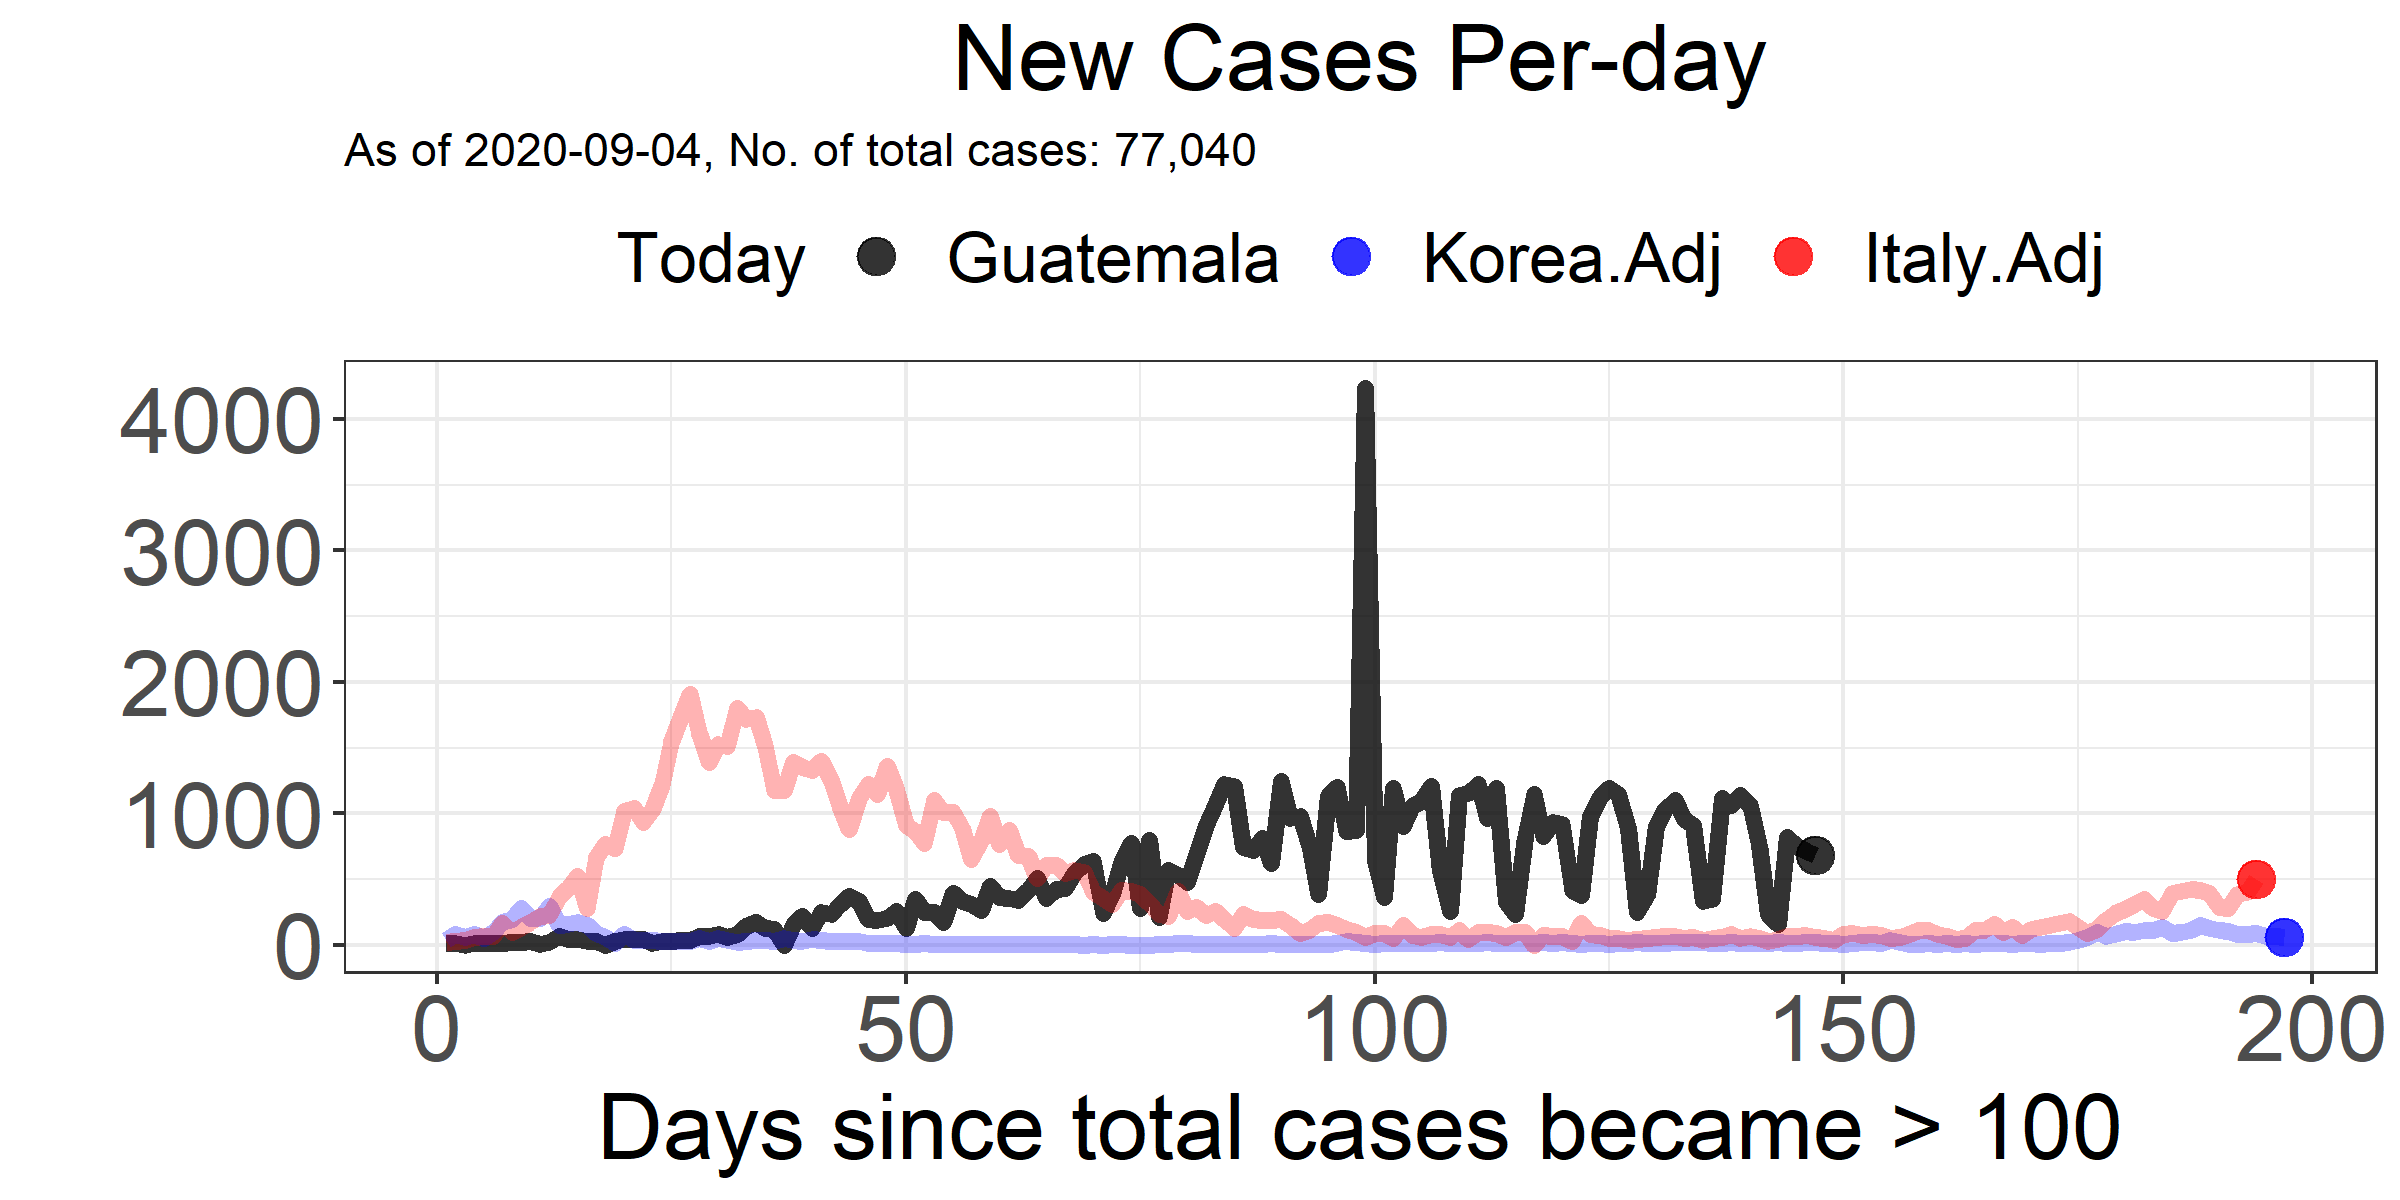 New Cases Per-day
As of 2020-09-04, No. of total cases: 77,040
Today Guatemala Korea.Adj Italy.Adj
4000
3000
2000
1000
0
0 50 100 150 200
Days since total cases became > 100